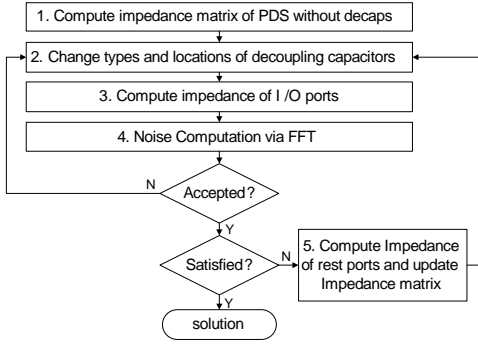 1. Compute impedance matrix of PDS without decaps
2. Change types and locations of decoupling capacitors
3. Compute impedance of I /O ports
4. Noise Computation via FFT
N
Accepted?
Y
Satisfied?
N
5. Compute Impedance
of rest ports and update
Impedance matrix
Y
solution